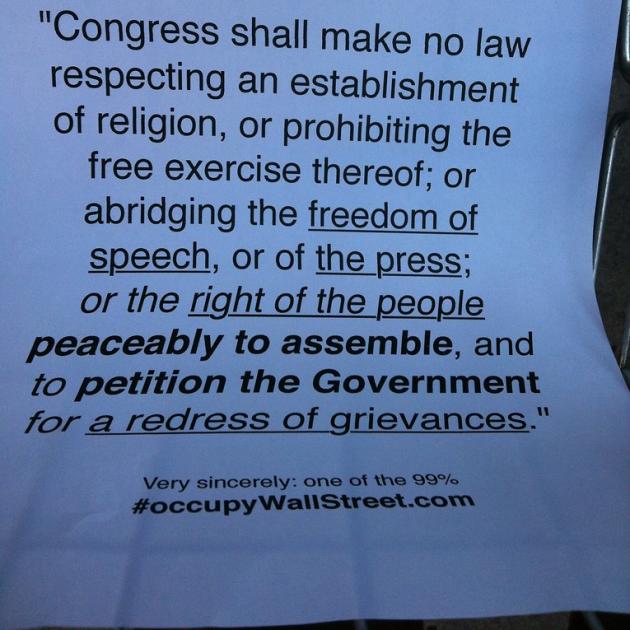 "Congress shall make no law
respecting an establishment
of religion, or prohibiting the
free exercise thereof; or
abridging the freedom of
speech, or of the press;
or the right of the people
peaceably to assemble, and
to petition the Government
for a redress of grievances."
Very sincerely: one of the 99%
#occupyWallStreet.com